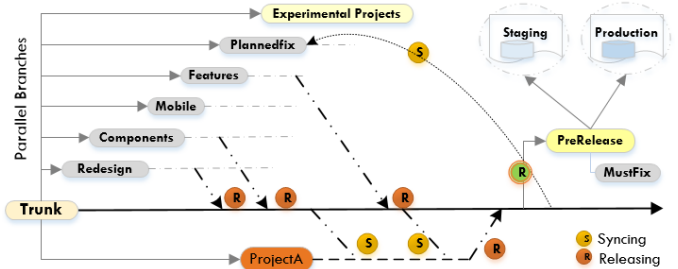 Experimental Projects
Plannedfix
Features
Mobile
Components
Redesign
Parallel Branches
Trunk
ProjectA
S
R
R
R
S
S
R
R
Staging
Production
PreRelease
MustFix
S Syncing
R Releasing